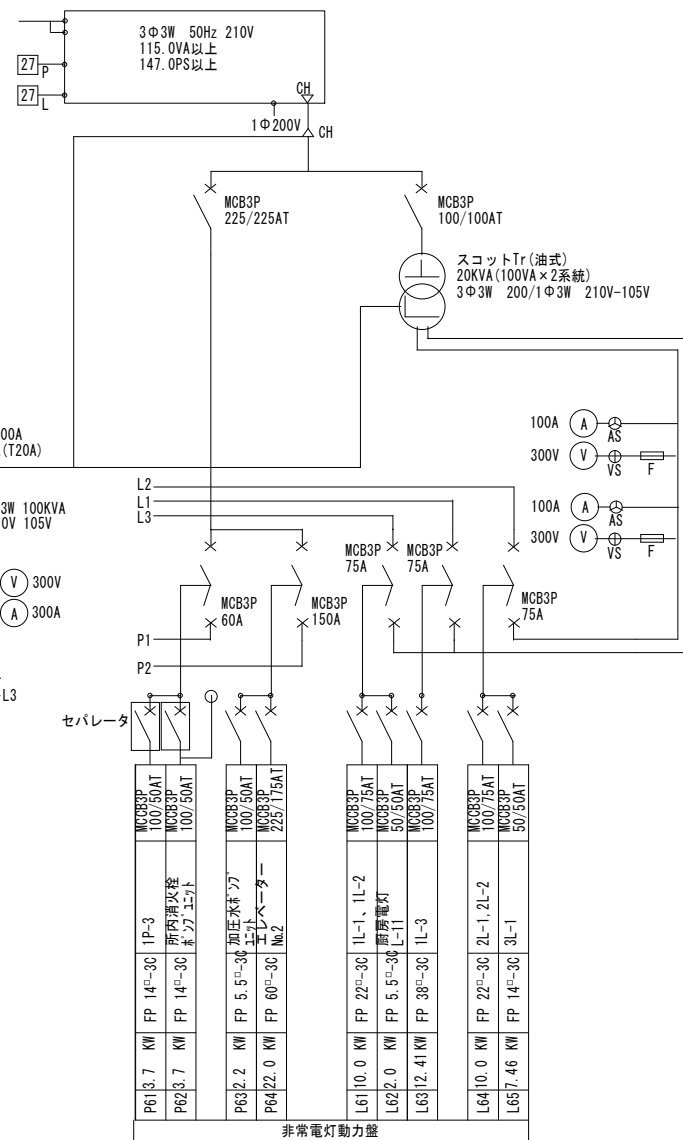 3Φ3W 50Hz 210V
115.0VA以上
147.0PS以上
27 P
27 L
CH
1Φ200V
CH
MCB3P
225/225AT
MCB3P
100/100AT
スコットTr(油式)
20KVA(100VA×2系統)
3Φ3W 200/1Φ3W 210V-105V
00A
(T20A)
3W 100KVA
0V 105V
V 300V
A 300A
L3
100A A AS
300V V VS F
100A A AS
300V V VS F
L2
L1
L3
MCB3P
75A
MCB3P
75A
MCB3P
60A
MCB3P
150A
MCB3P
75A
P1
P2
セパレータ
MCCB3P
100/50AT
1P-3
FP 14□-3C
3.7 KW
P61
MCCB3P
100/50AT
所内消火栓
ポンプユニット
FP 14□-3C
3.7 KW
P62
MCCB3P
100/50AT
加圧水ポンプ
ユニット
FP 5.5□-3C
2.2 KW
P63
MCCB3P
225/175AT
エレベーター
No.2
FP 60□-3C
22.0 KW
P64
MCCB3P
100/75AT
1L-1、1L-2
FP 22□-3C
10.0 KW
L61
MCCB3P
50/50AT
厨房電灯
L-11
FP 5.5□-3C
2.0 KW
L62
MCCB3P
100/75AT
1L-3
FP 38□-3C
12.41KW
L63
MCCB3P
100/75AT
2L-1,2L-2
FP 22□-3C
10.0 KW
L64
MCCB3P
50/50AT
3L-1
FP 14□-3C
7.46 KW
L65
非常電灯動力盤